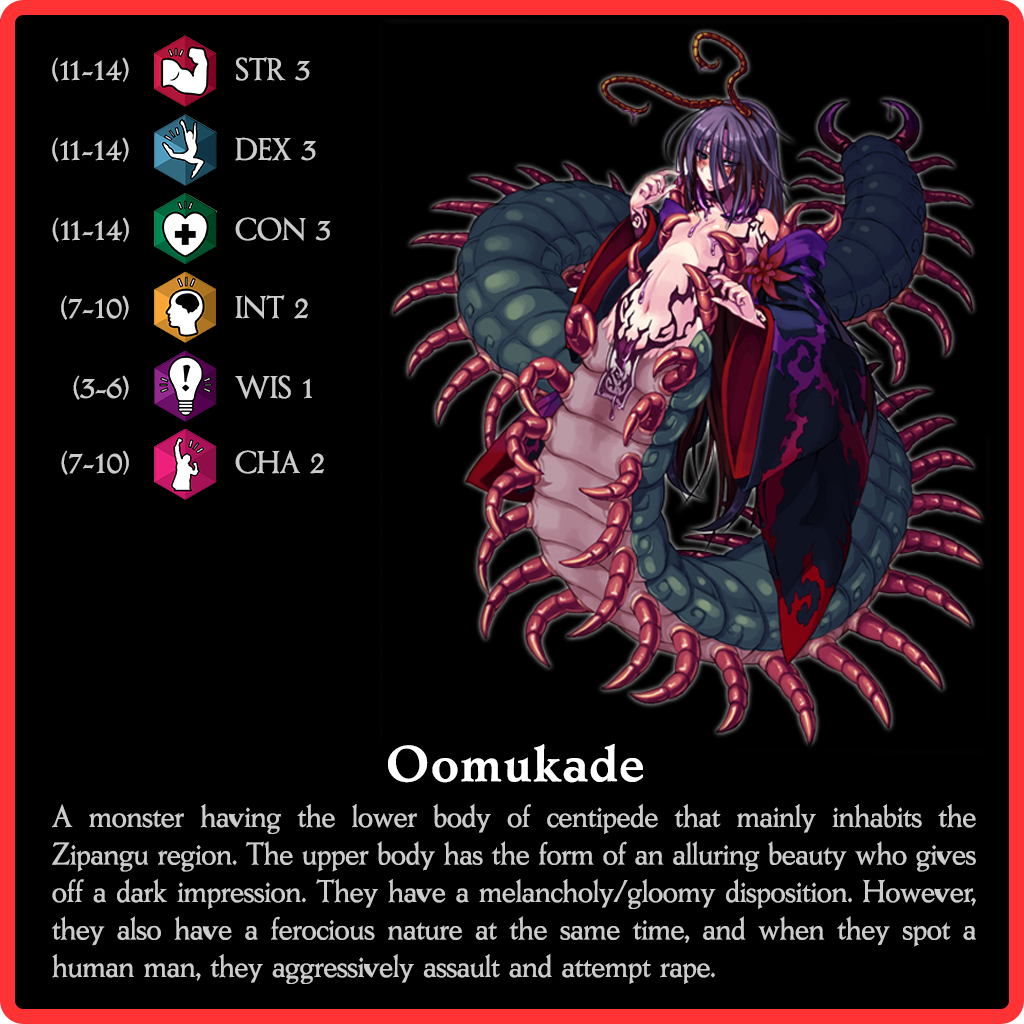 (11-14) STR 3
(11-14) DEX 3
(11-14) CON 3
(7-10) INT 2
(3-6) WIS 1
(7-10) CHA 2
Oomukade
A monster having the lower body of centipede that mainly inhabits the
Zipangu region. The upper body has the form of an alluring beauty who gives
off a dark impression. They have a melancholy/gloomy disposition. However,
they also have a ferocious nature at the same time, and when they spot a
human man, they aggressively assault and attempt rape.